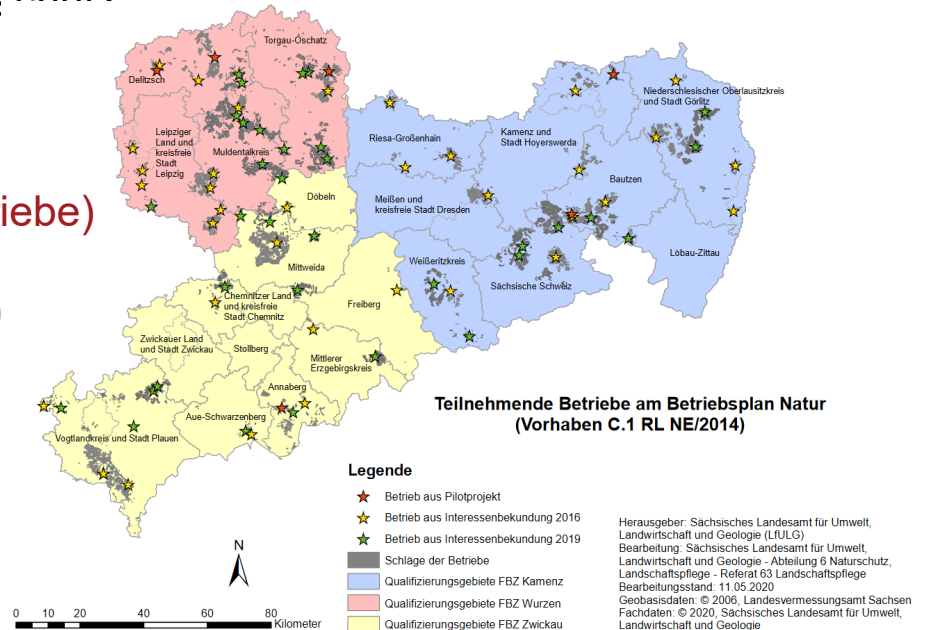 iebe)
)
Torgau-Oschatz
Delitzsch
Leipziger
Land und
kreisfreie
Stadt
Leipzig
Muldentalkreis
Döbeln
Mittweida
Riesa-Großenhain
Kamenz und
Stadt Hoyerswerda
Niederschlesischer Oberlausitzkreis
und Stadt Görlitz
Bautzen
Meißen und
kreisfreie Stadt Dresden
Löbau-Zittau
Weißeritzkreis
Sächsische Schweiz
Chemnitzer Land
und kreisfreie
Stadt Chemnitz
Freiberg
Zwickauer Land
und Stadt Zwickau
Stollberg
Mittlerer
Erzgebirgskreis
Annaberg
Aue-Schwarzenberg
Vogtlandkreis und Stadt Plauen
Teilnehmende Betriebe am Betriebsplan Natur
(Vorhaben C.1 RL NE/2014)
Legende
Betrieb aus Pilotprojekt
Betrieb aus Interessenbekundung 2016
Betrieb aus Interessenbekundung 2019
Schläge der Betriebe
Qualifizierungsgebiete FBZ Kamenz
Qualifizierungsgebiete FBZ Wurzen
Qualifizierungsgebiete FBZ Zwickau
N
0 10 20 40 60 80
Kilometer
Herausgeber: Sächsisches Landesamt für Umwelt,
Landwirtschaft und Geologie (LfULG)
Bearbeitung: Sächsisches Landesamt für Umwelt,
Landwirtschaft und Geologie - Abteilung 6 Naturschutz,
Landschaftspflege - Referat 63 Landschaftspflege
Bearbeitungsstand: 11.05.2020
Geobasisdaten: © 2006, Landesvermessungsamt Sachsen
Fachdaten: © 2020, Sächsisches Landesamt für Umwelt,
Landwirtschaft und Geologie